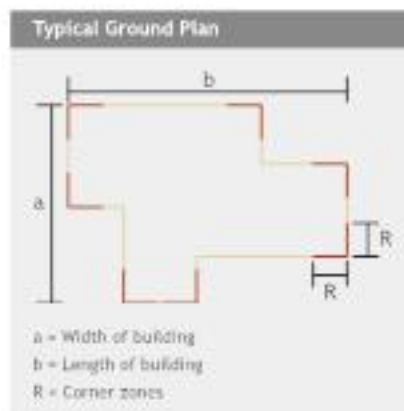 Typical Ground Plan
b
a
R
R
a = Width of building
b = Length of building
R = Corner zones